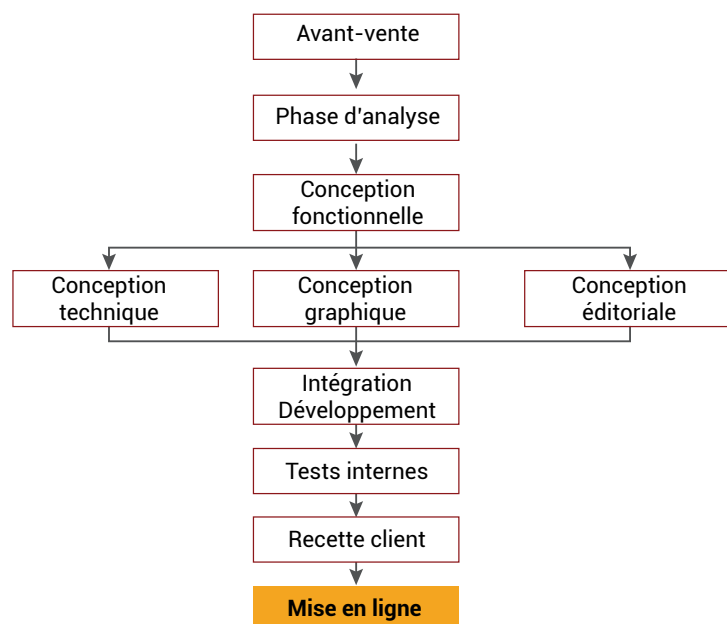 Avant-vente
Phase d'analyse
Conception
fonctionnelle
Conception
technique
Conception
graphique
Conception
éditoriale
Intégration
Développement
Tests internes
Recette client
Mise en ligne